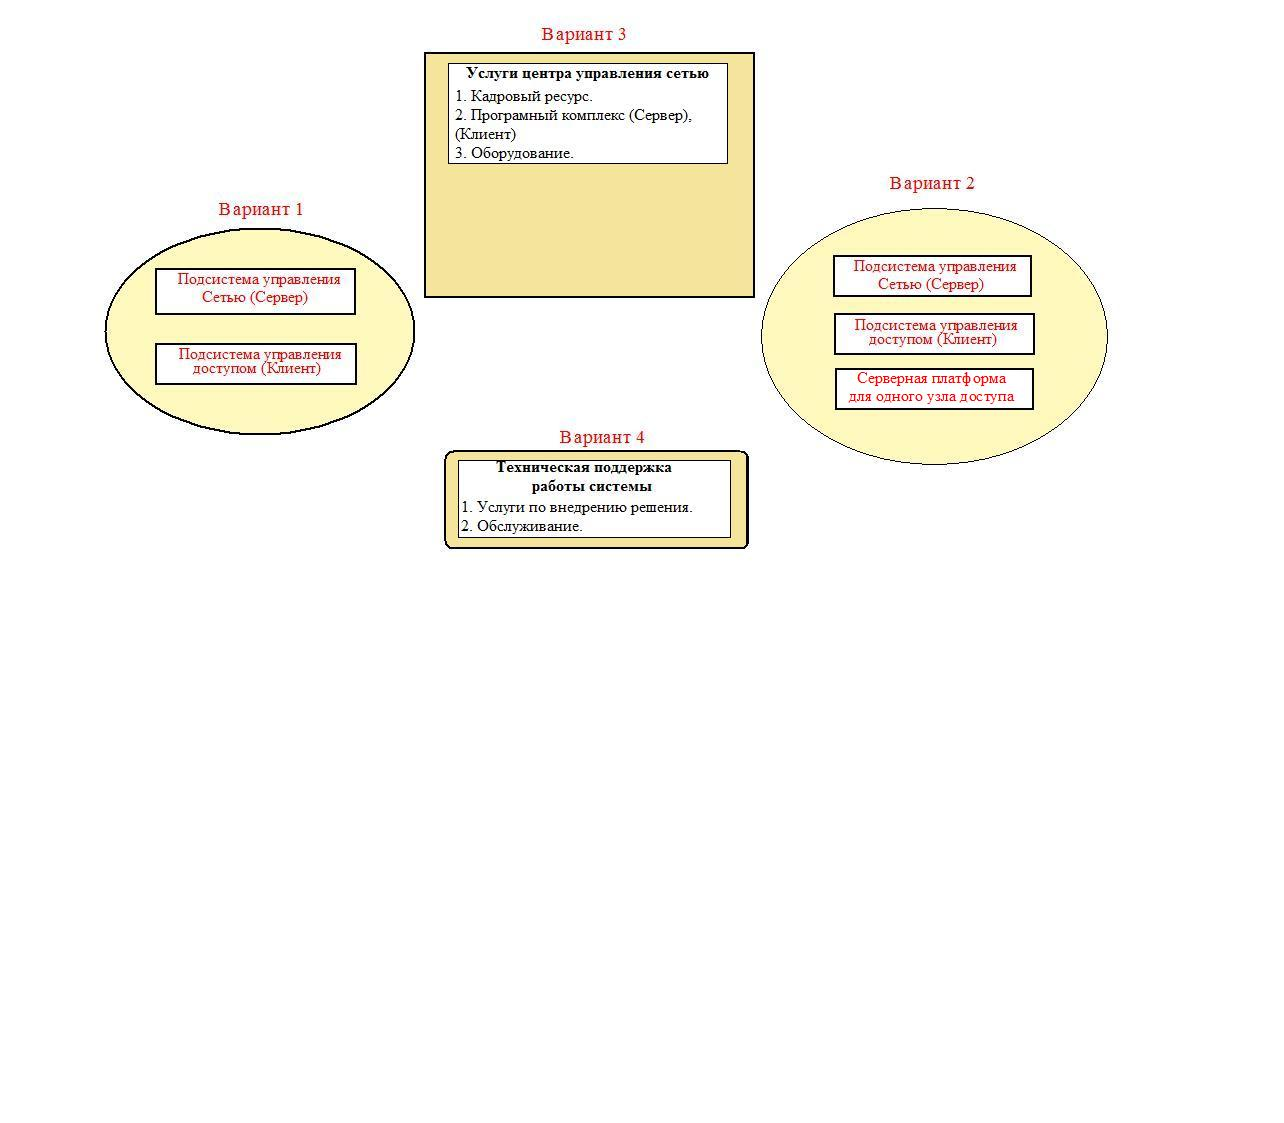 Вариант 3
Услуги центра управления сетью
1. Кадровый ресурс.
2. Програмный комплекс (Сервер),
(Клиент)
3. Оборудование.
Вариант 1
Подсистема управления
Сетью (Сервер)
Подсистема управления
доступом (Клиент)
Вариант 2
Подсистема управления
Сетью (Сервер)
Подсистема управления
доступом (Клиент)
Серверная платформа
для одного узла доступа
Вариант 4
Техническая поддержка
работы системы
1. Услуги по внедрению решения.
2. Обслуживание.